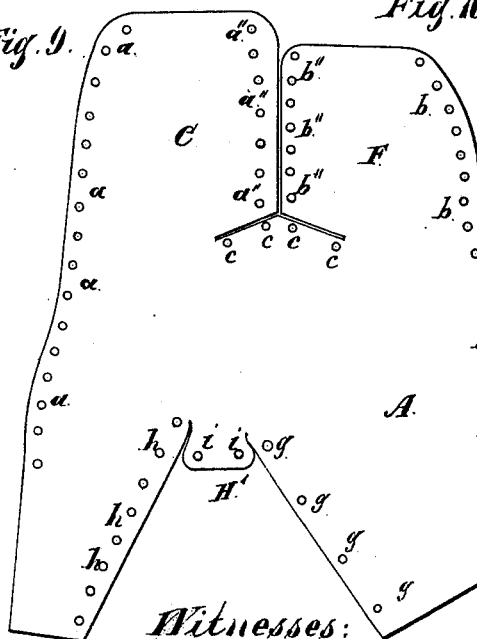 Fig. 9.
Fig. 10
a.
a"
a"
a"
a
a
a.
C
b"
b"
b"
F.
b.
b.
c
c
c
c
A.
h
h
h
i
i
H'
g.
g
g
g
Witnesses: